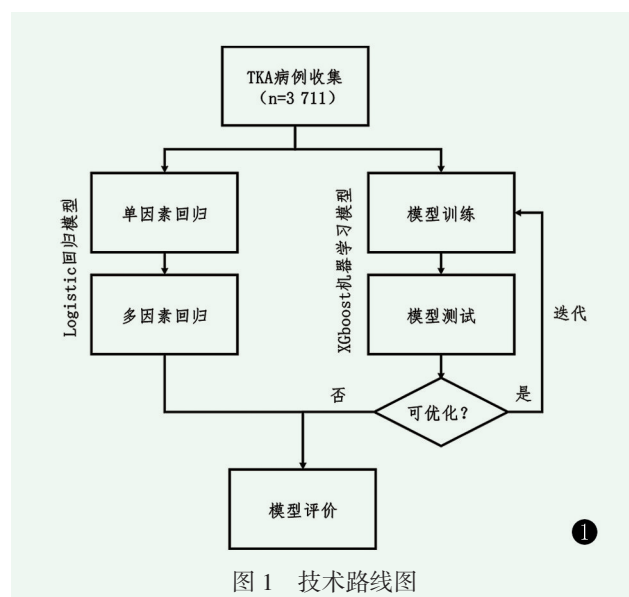 TKA病例收集
（n=3 711）
Logistic回归模型
单因素回归
多因素回归
XGboost机器学习模型
模型训练
模型测试
可优化?
否
是
迭代
模型评价
❶
图 1 技术路线图